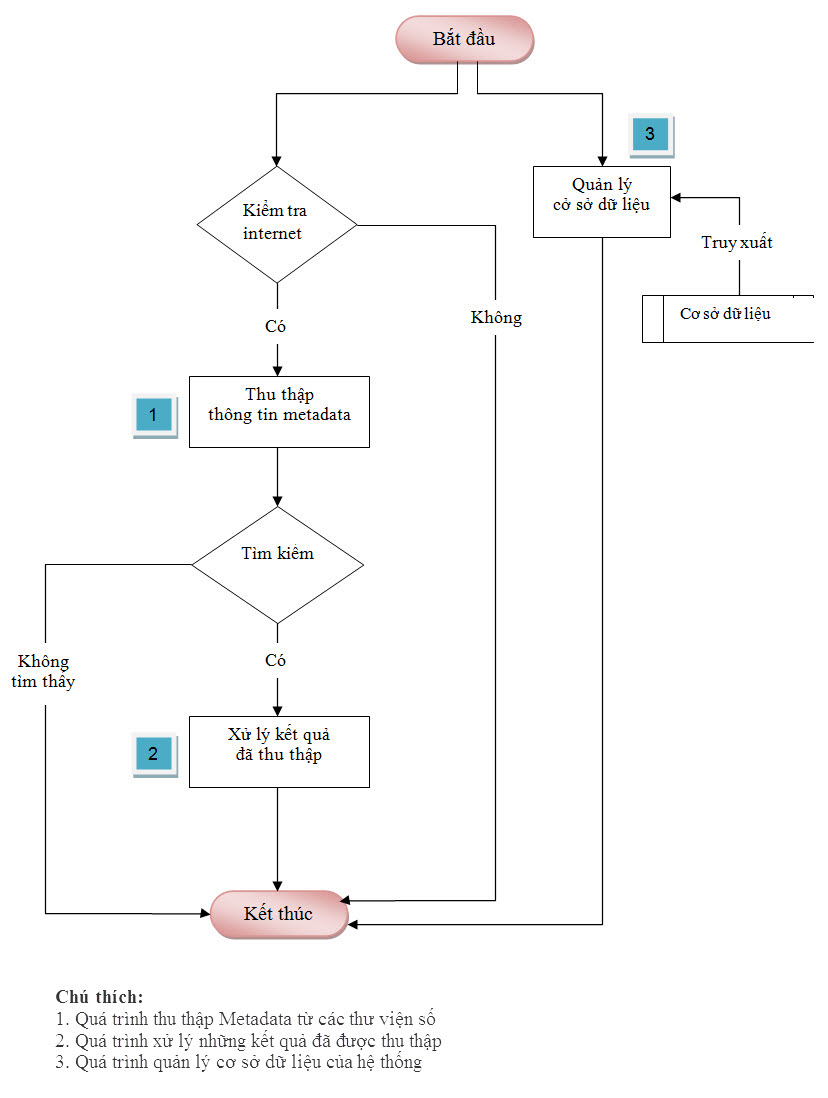 Bắt đầu
3
Quản lý
cở sở dữ liệu
Kiểm tra
internet
Truy xuất
Cơ sở dữ liệu
Không
Có
1
Thu thập
thông tin metadata
Tìm kiếm
Có
Không
tìm thấy
2
Xử lý kết quả
đã thu thập
Kết thúc
Chú thích:
1. Quá trình thu thập Metadata từ các thư viện số
2. Quá trình xử lý những kết quả đã được thu thập
3. Quá trình quản lý cơ sở dữ liệu của hệ thống